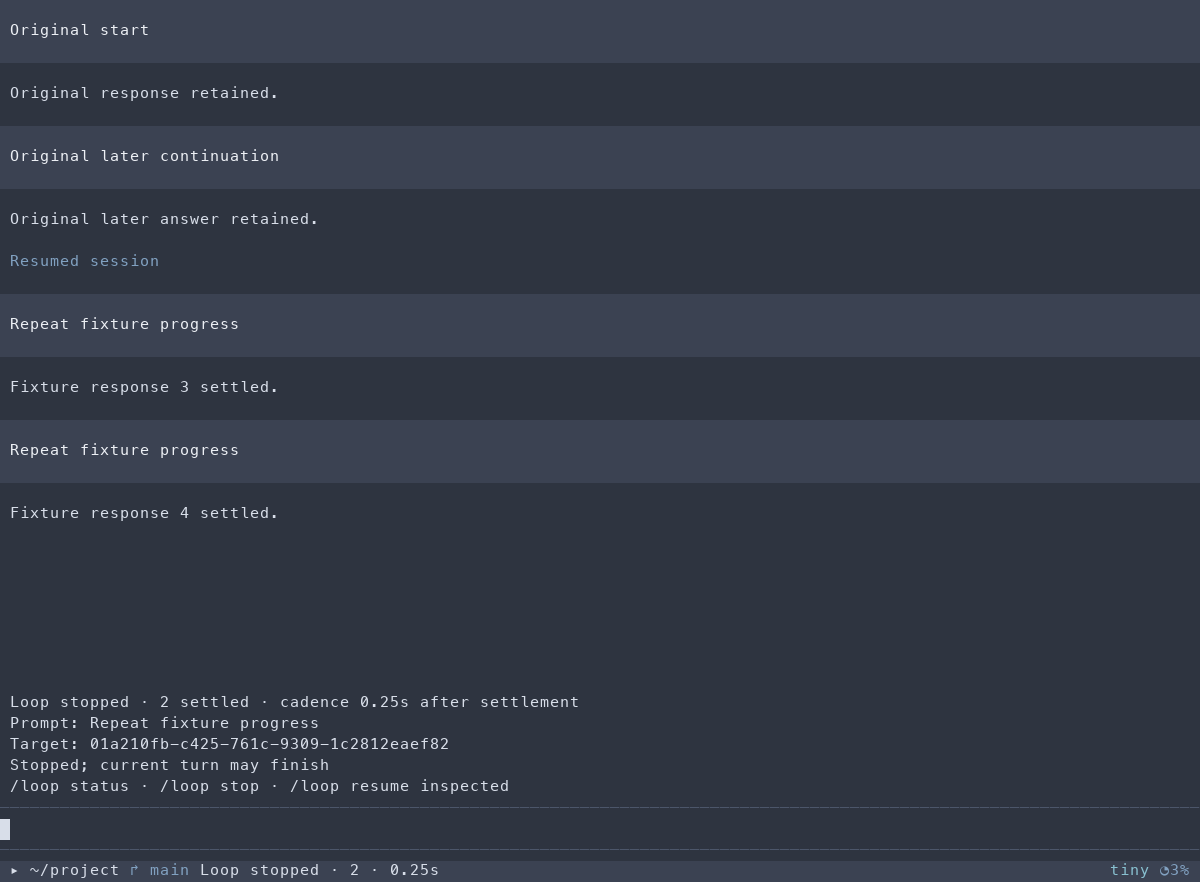 Original start
Original response retained.
Original later continuation
Original later answer retained.
Resumed session
Repeat fixture progress
Fixture response 3 settled.
Repeat fixture progress
Fixture response 4 settled.
Loop stopped · 2 settled · cadence 0.25s after settlement
Prompt: Repeat fixture progress
Target: 01a210fb-c425-761c-9309-1c2812eaef82
Stopped; current turn may finish
/loop status · /loop stop · /loop resume inspected
▸ ~/project ↱ main Loop stopped · 2 · 0.25s tiny ◔3%